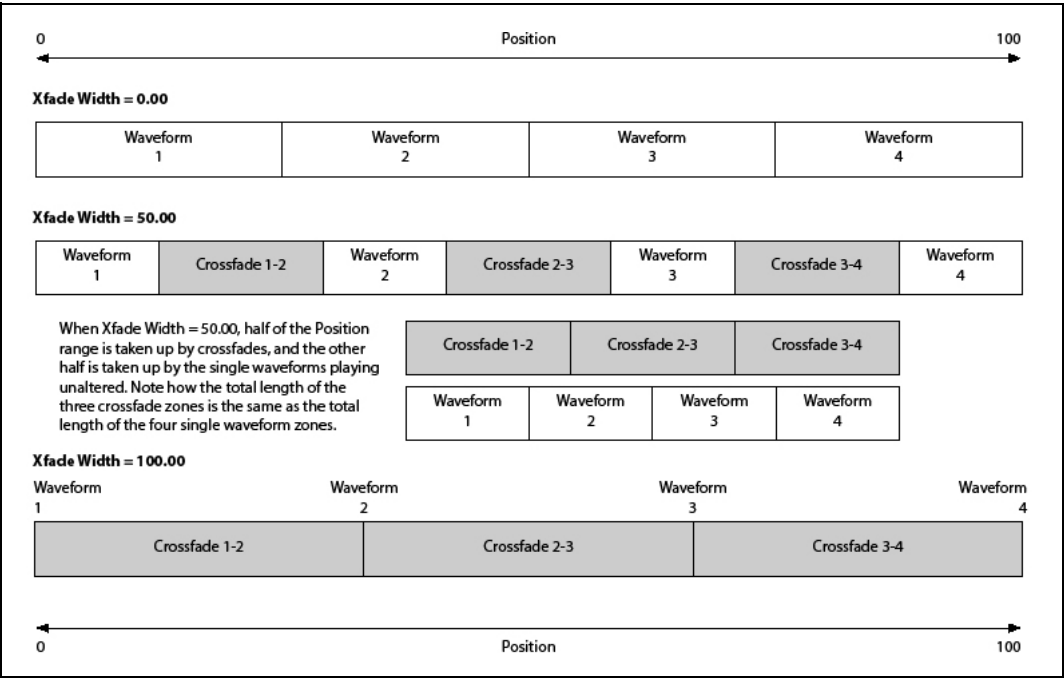 0 Position 100
Xfade Width = 0.00
Waveform 1
Waveform 2
Waveform 3
Waveform 4
Xfade Width = 50.00
Waveform 1
Crossfade 1-2
Waveform 2
Crossfade 2-3
Waveform 3
Crossfade 3-4
Waveform 4
When Xfade Width = 50.00, half of the Position
range is taken up by crossfades, and the other
half is taken up by the single waveforms playing
unaltered. Note how the total length of the
three crossfade zones is the same as the total
length of the four single waveform zones.
Crossfade 1-2
Crossfade 2-3
Crossfade 3-4
Waveform 1
Waveform 2
Waveform 3
Waveform 4
Xfade Width = 100.00
Waveform 1
Waveform 2
Waveform 3
Waveform 4
Crossfade 1-2
Crossfade 2-3
Crossfade 3-4
0 Position 100